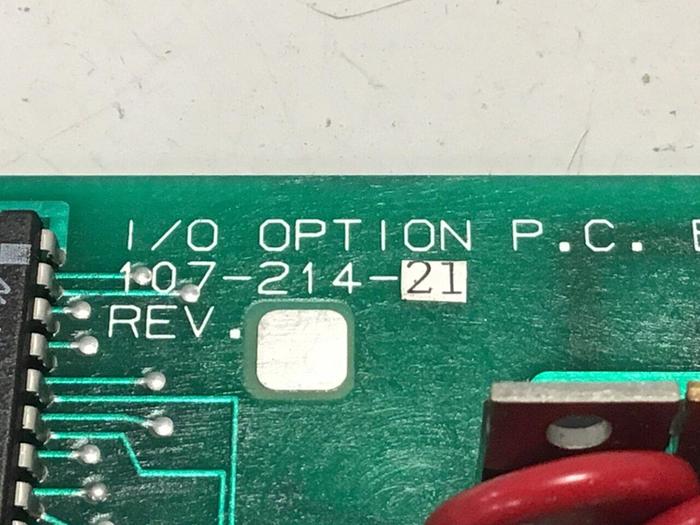 I/O OPTION P.C.
107-214-21
REV.